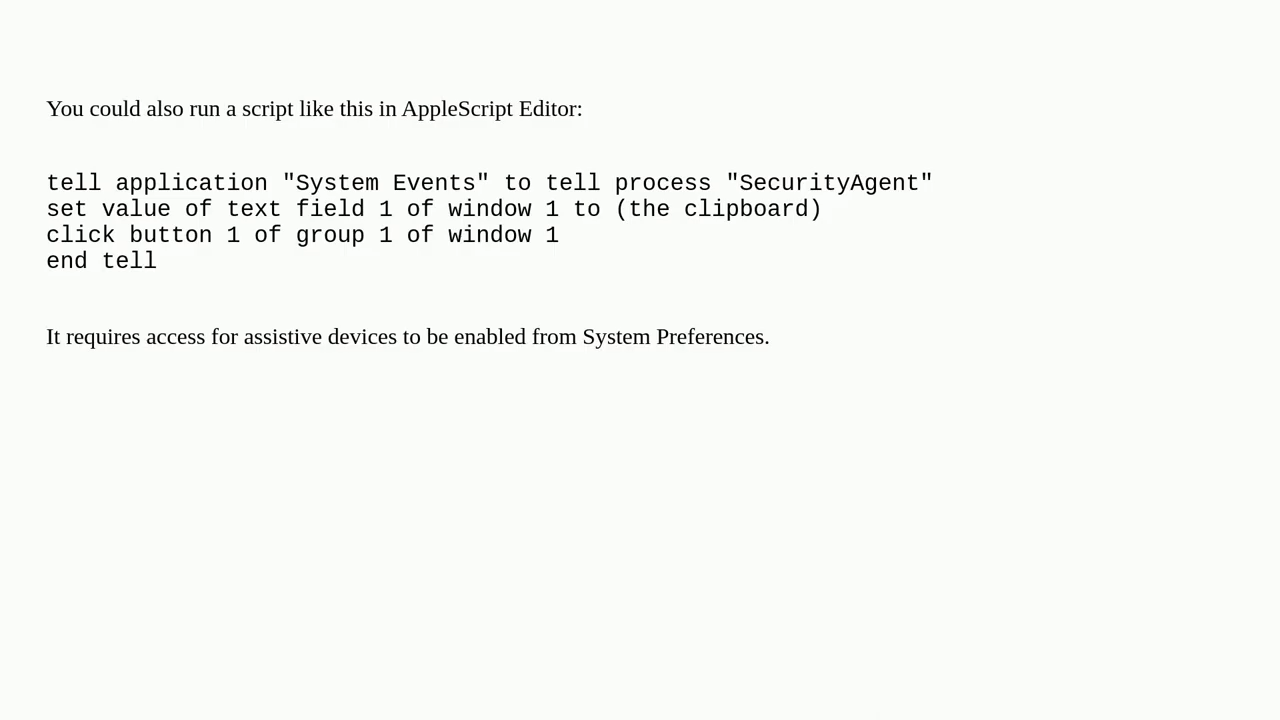 You could also run a script like this in AppleScript Editor:
tell application "System Events" to tell process "SecurityAgent"
set value of text field 1 of window 1 to (the clipboard)
click button 1 of group 1 of window 1
end tell
It requires access for assistive devices to be enabled from System Preferences.